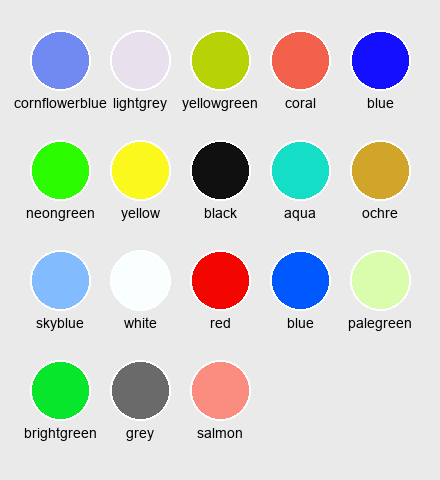 cornflowerblue lightgrey yellowgreen coral blue
neongreen yellow black aqua ochre
skyblue white red blue palegreen
brightgreen grey salmon